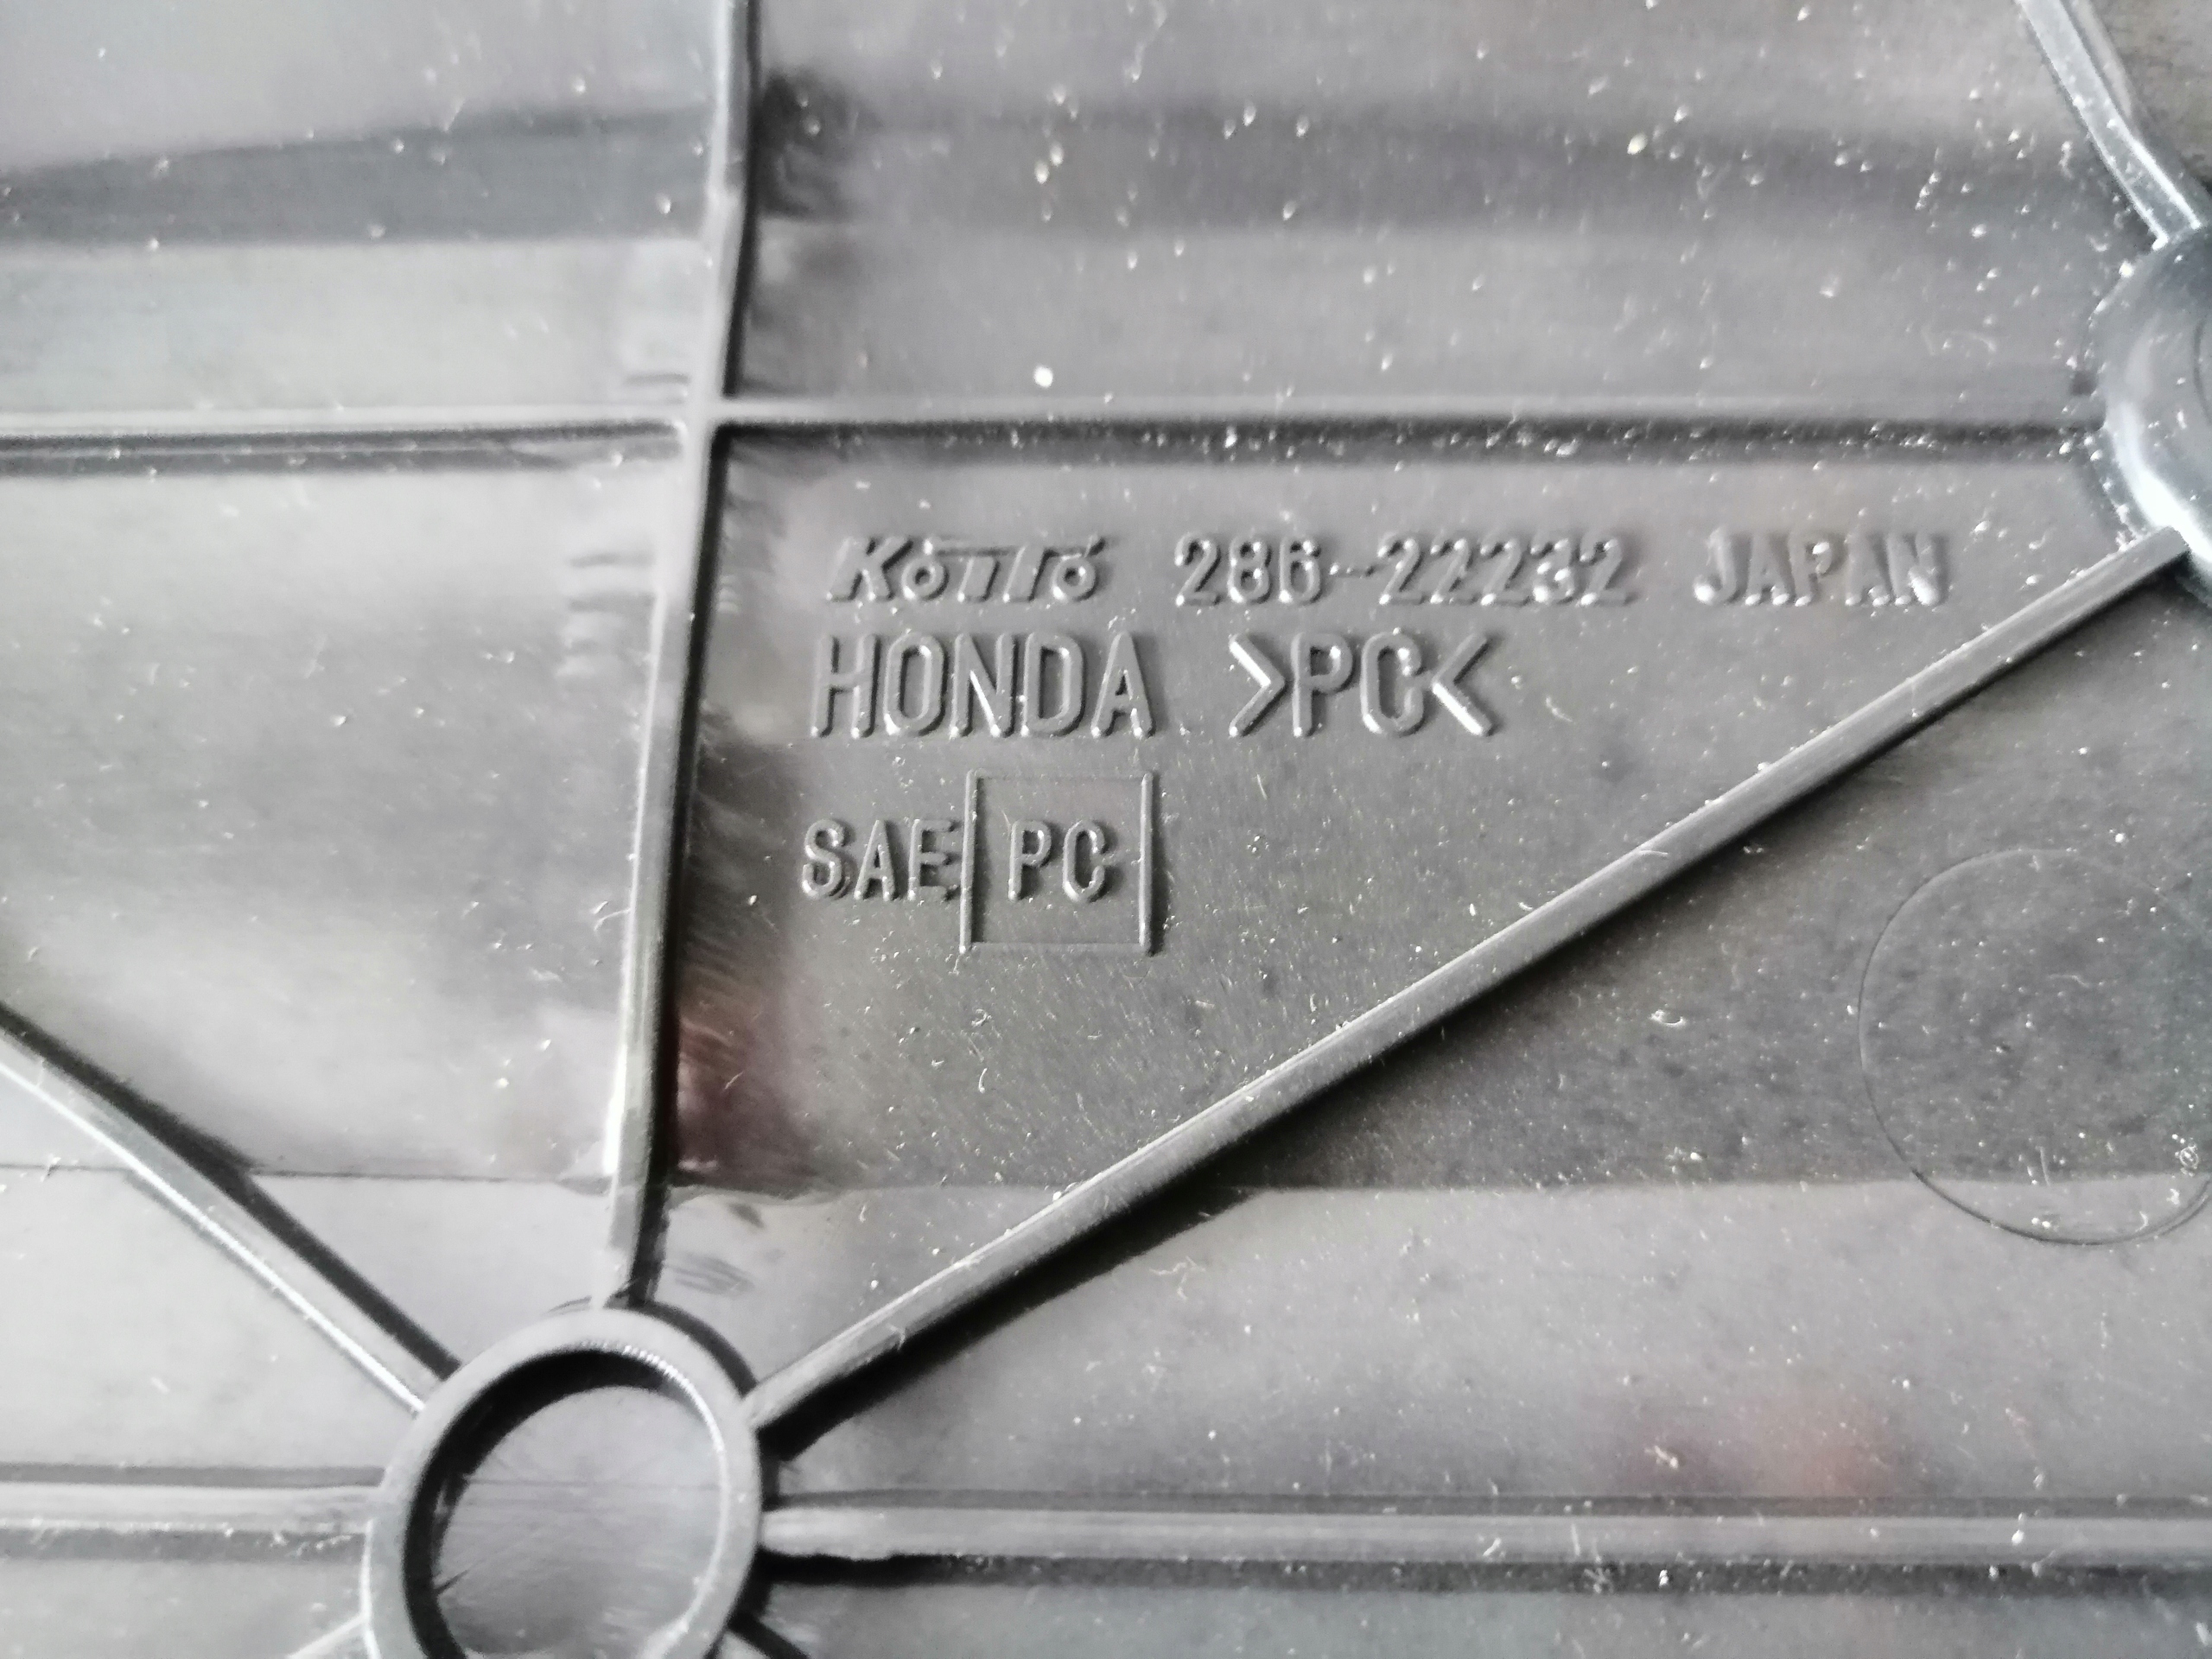 KOITO 286-22232 JAPAN
HONDA >PC<
SAE PC